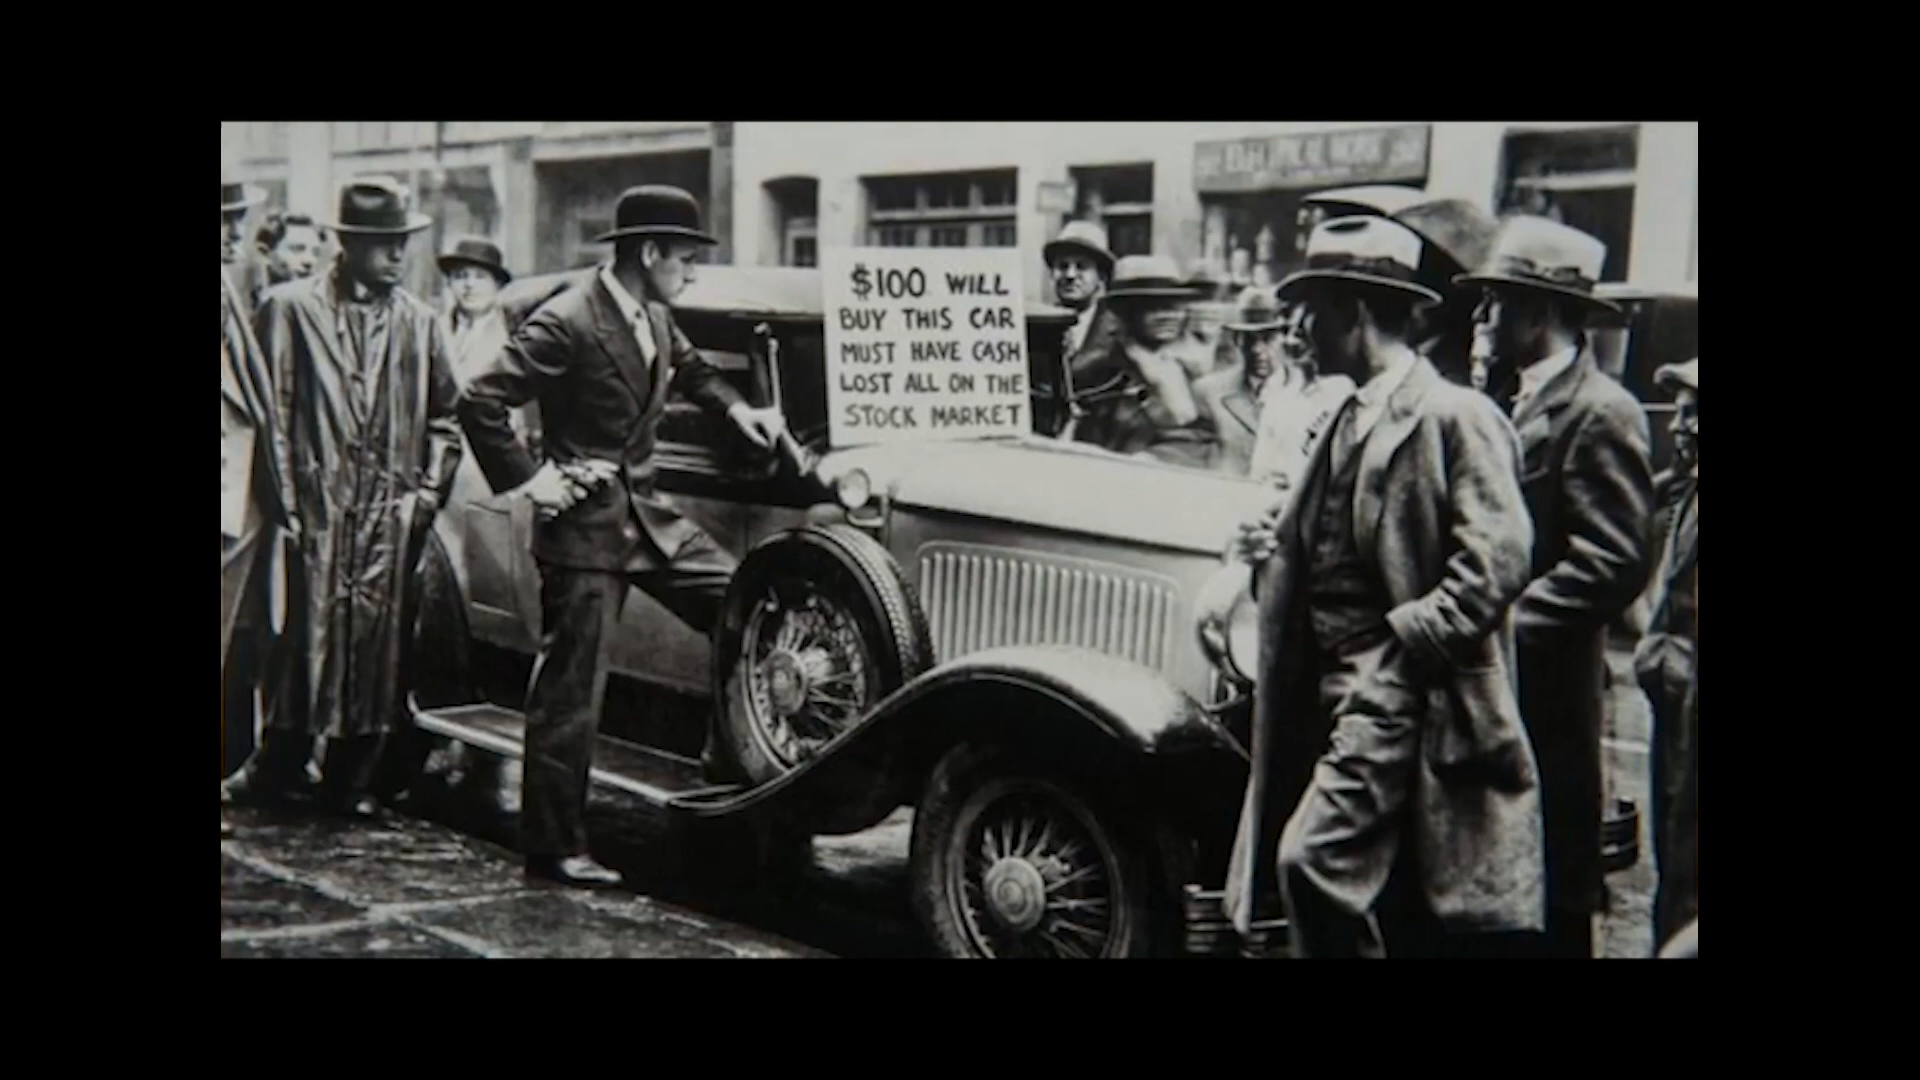 $100 WILL
BUY THIS CAR
MUST HAVE CASH
LOST ALL ON THE
STOCK MARKET